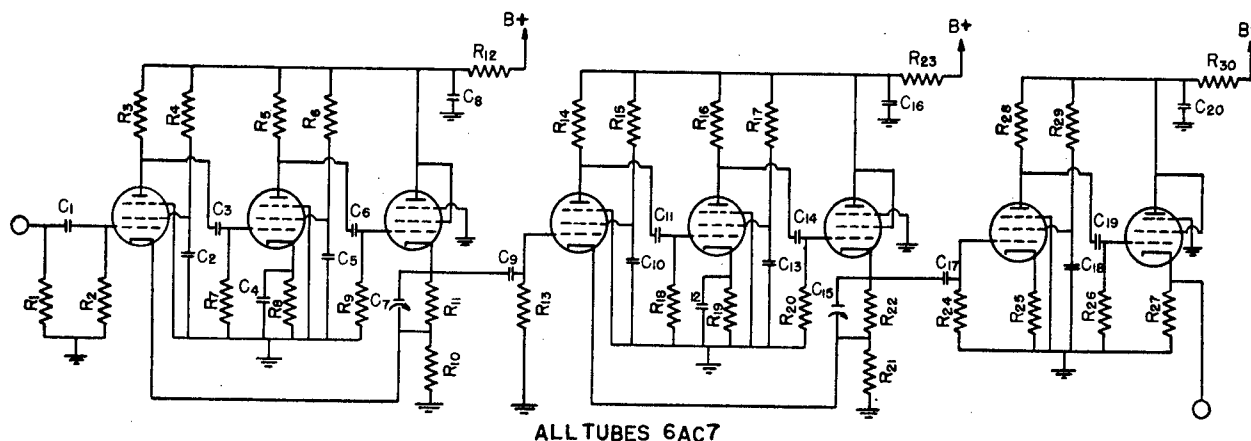 B+
B+
B+
R12
R23
R30
C8
C16
C20
R3
R4
R5
R6
R14
R15
R16
R17
R28
R29
C1
C3
C6
C11
C14
C19
C2
C5
C9
C10
C13
C17
C18
R1
R2
R7
C4
R8
R9
C7
R11
R13
R18
R19
R20
C15
R22
R24
R25
R26
R27
R10
R21
ALL TUBES 6AC7